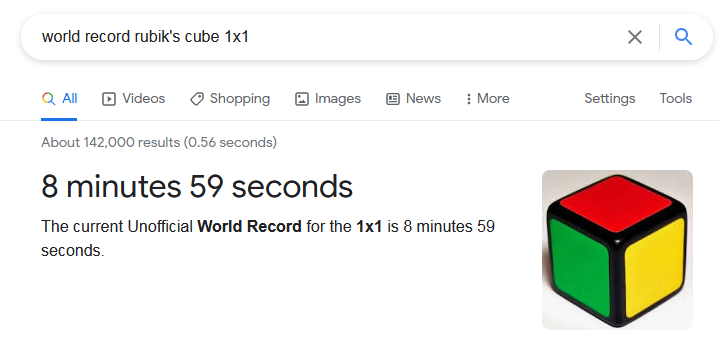 world record rubik's cube 1x1
All Videos Shopping Images News More Settings Tools
About 142,000 results (0.56 seconds)
8 minutes 59 seconds
The current Unofficial World Record for the 1x1 is 8 minutes 59
seconds.